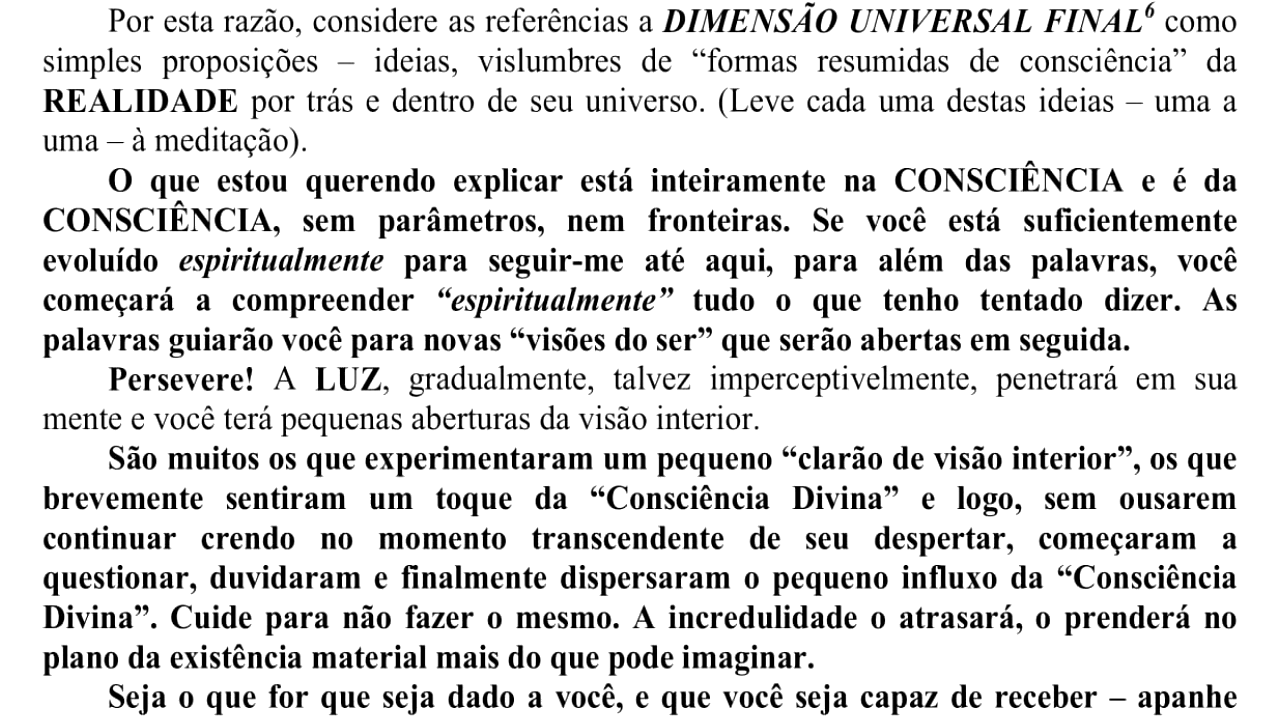 Por esta razão, considere as referências a DIMENSÃO UNIVERSAL FINAL⁶ como
simples proposições – ideias, vislumbres de “formas resumidas de consciência” da
REALIDADE por trás e dentro de seu universo. (Leve cada uma destas ideias – uma a
uma – à meditação).
O que estou querendo explicar está inteiramente na CONSCIÊNCIA e é da
CONSCIÊNCIA, sem parâmetros, nem fronteiras. Se você está suficientemente
evoluído espiritualmente para seguir-me até aqui, para além das palavras, você
começará a compreender “espiritualmente” tudo o que tenho tentado dizer. As
palavras guiarão você para novas “visões do ser” que serão abertas em seguida.
Persevere! A LUZ, gradualmente, talvez imperceptivelmente, penetrará em sua
mente e você terá pequenas aberturas da visão interior.
São muitos os que experimentaram um pequeno “clarão de visão interior”, os que
brevemente sentiram um toque da “Consciência Divina” e logo, sem ousarem
continuar crendo no momento transcendente de seu despertar, começaram a
questionar, duvidaram e finalmente dispersaram o pequeno influxo da “Consciência
Divina”. Cuide para não fazer o mesmo. A incredulidade o atrasará, o prenderá no
plano da existência material mais do que pode imaginar.
Seja o que for que seja dado a você, e que você seja capaz de receber – apanhe